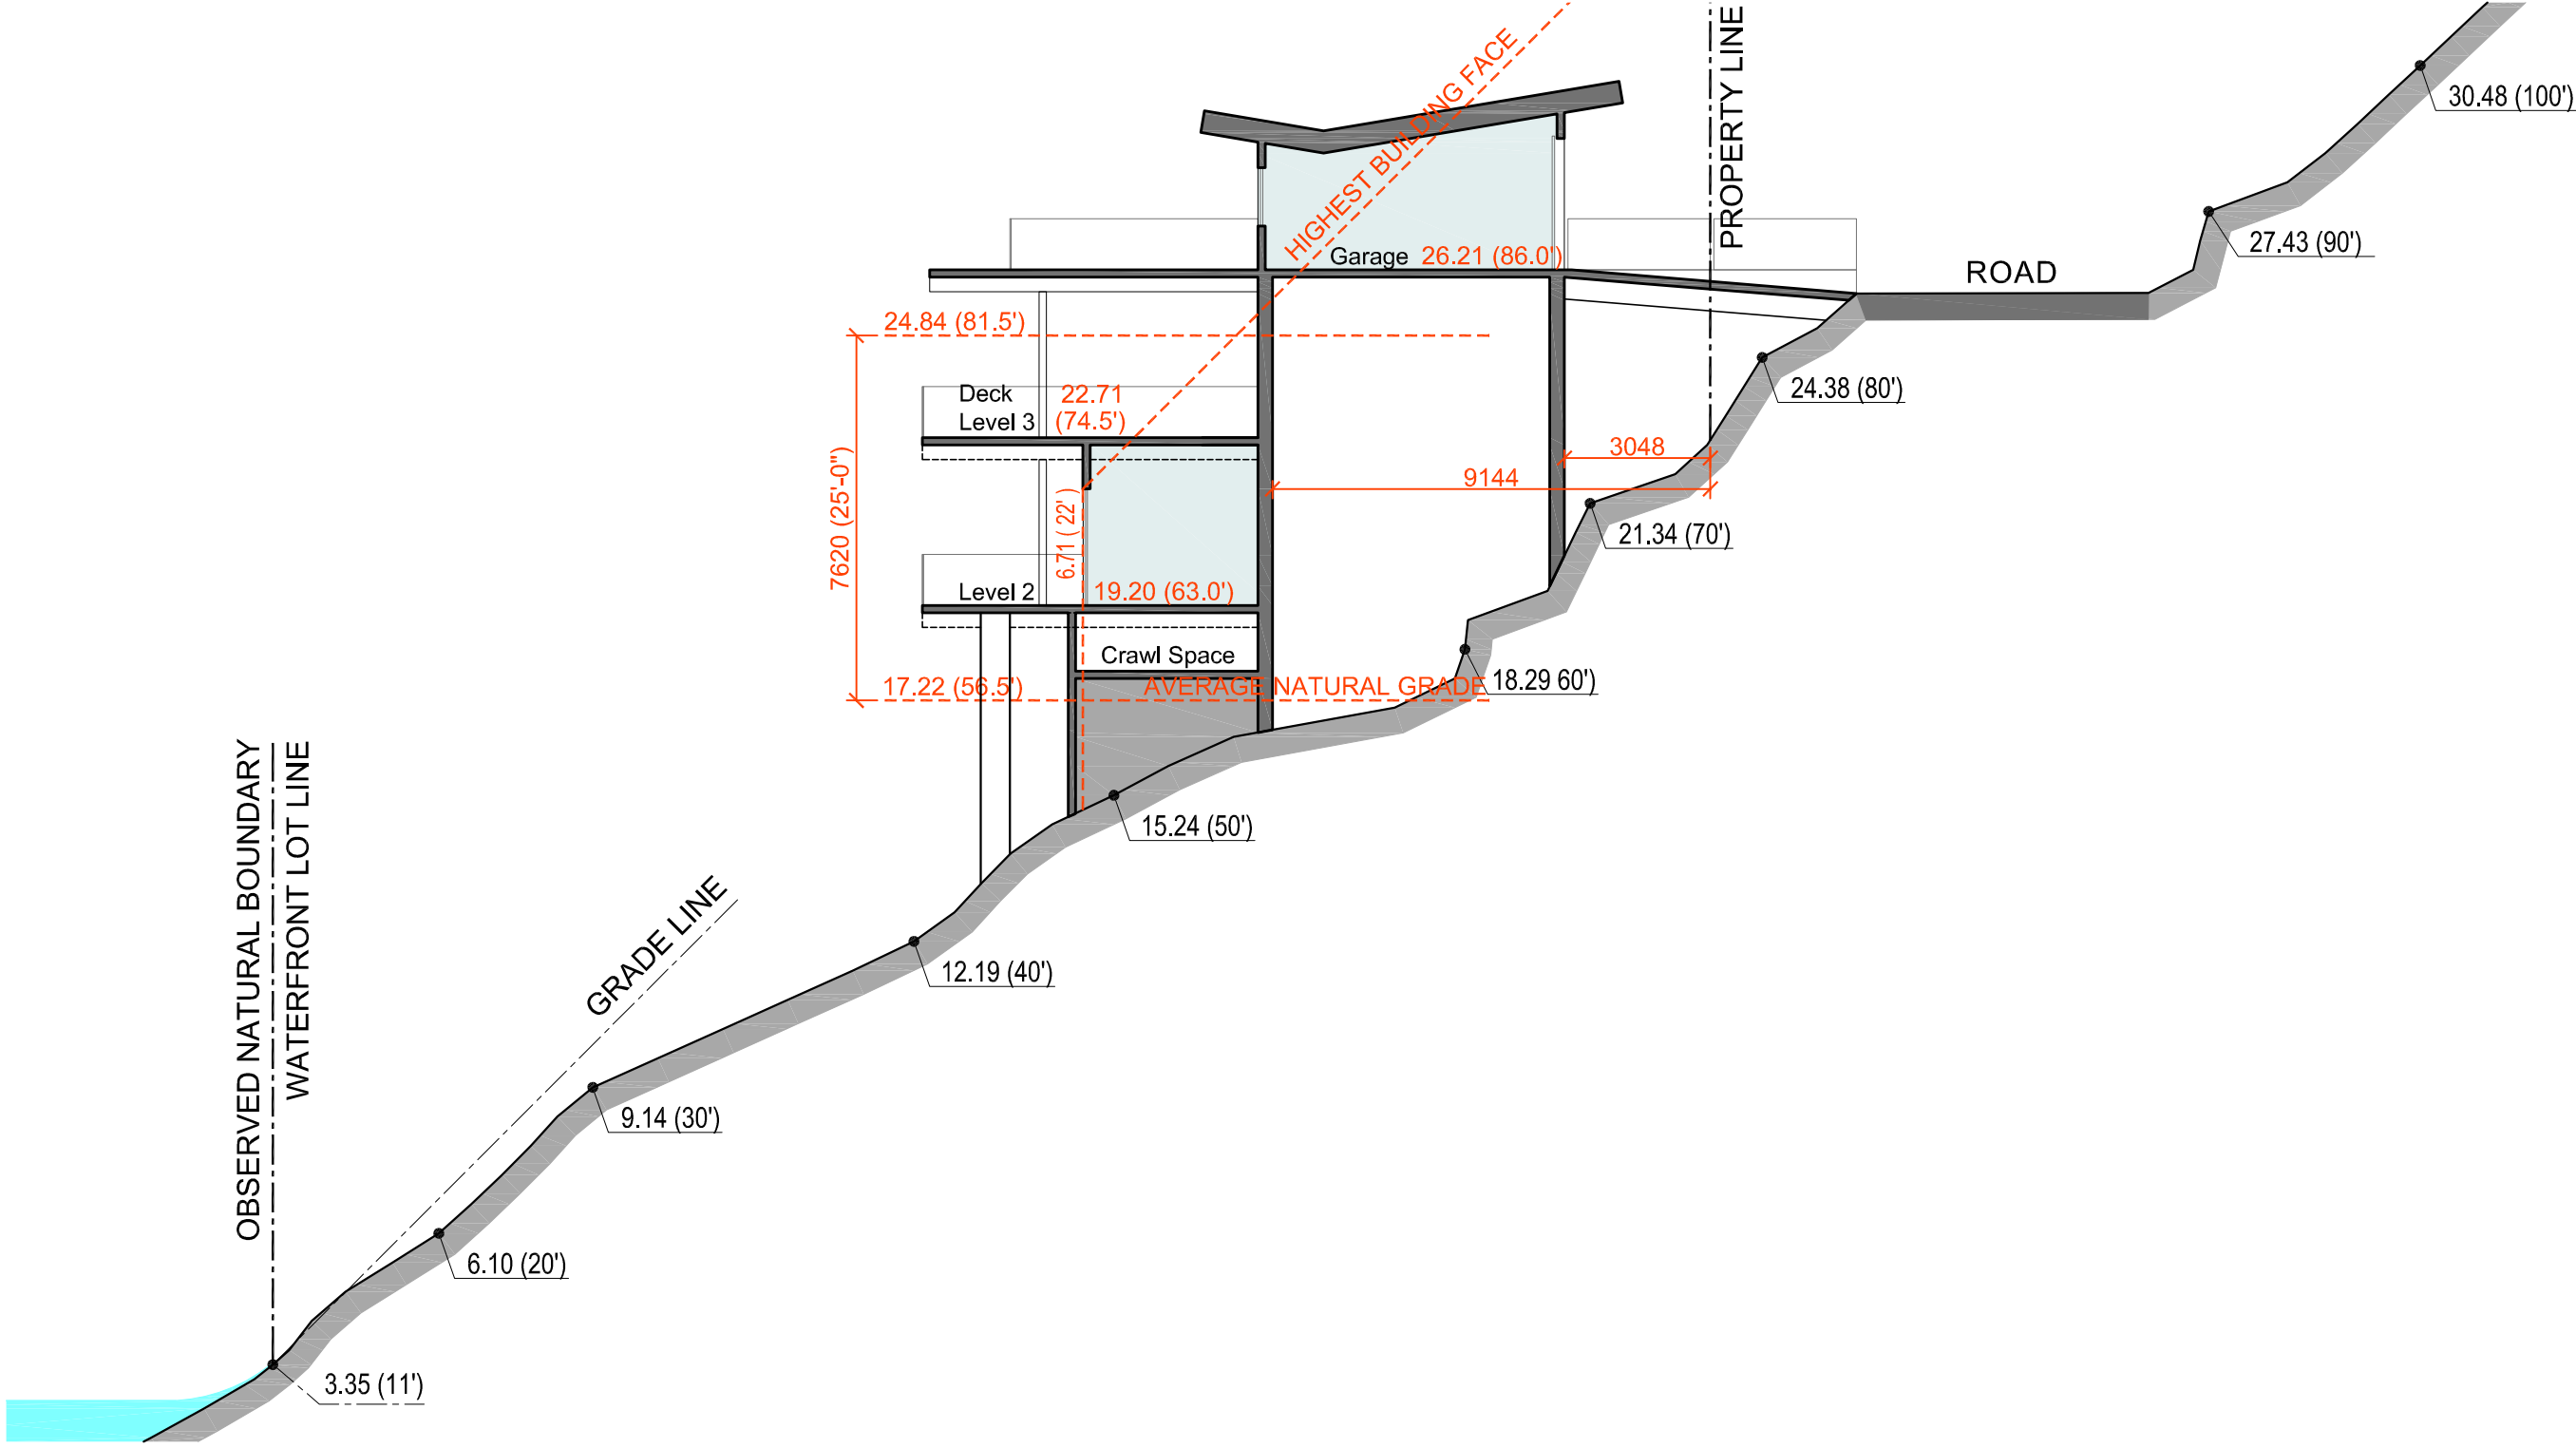 HIGHEST BUILDING FACE
PROPERTY LINE
30.48 (100')
27.43 (90')
Garage 26.21 (86.0')
ROAD
24.84 (81.5')
24.38 (80')
Deck 22.71
Level 3 (74.5')
3048
9144
7620 (25'-0")
6.71 ( 22' )
21.34 (70')
Level 2
19.20 (63.0')
Crawl Space
17.22 (56.5')
AVERAGE NATURAL GRADE
18.29 60')
OBSERVED NATURAL BOUNDARY
WATERFRONT LOT LINE
15.24 (50')
GRADE LINE
12.19 (40')
9.14 (30')
6.10 (20')
3.35 (11')